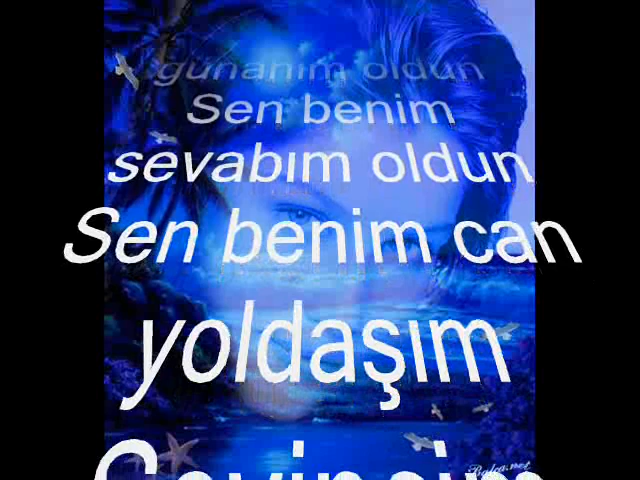 günahım oldun
Sen benim
sevabım oldun
Sen benim can
yoldaşım